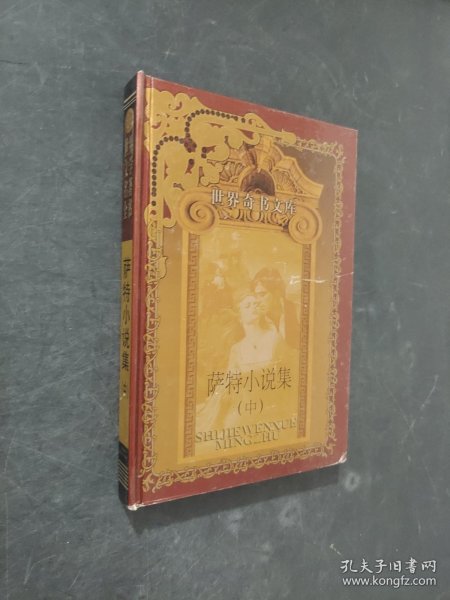 世界奇书文库
萨特小说集
(中)
SHIJIEWENXUE
MINGZHU
萨特小说集
中
孔夫子旧书网
www.kongfz.com